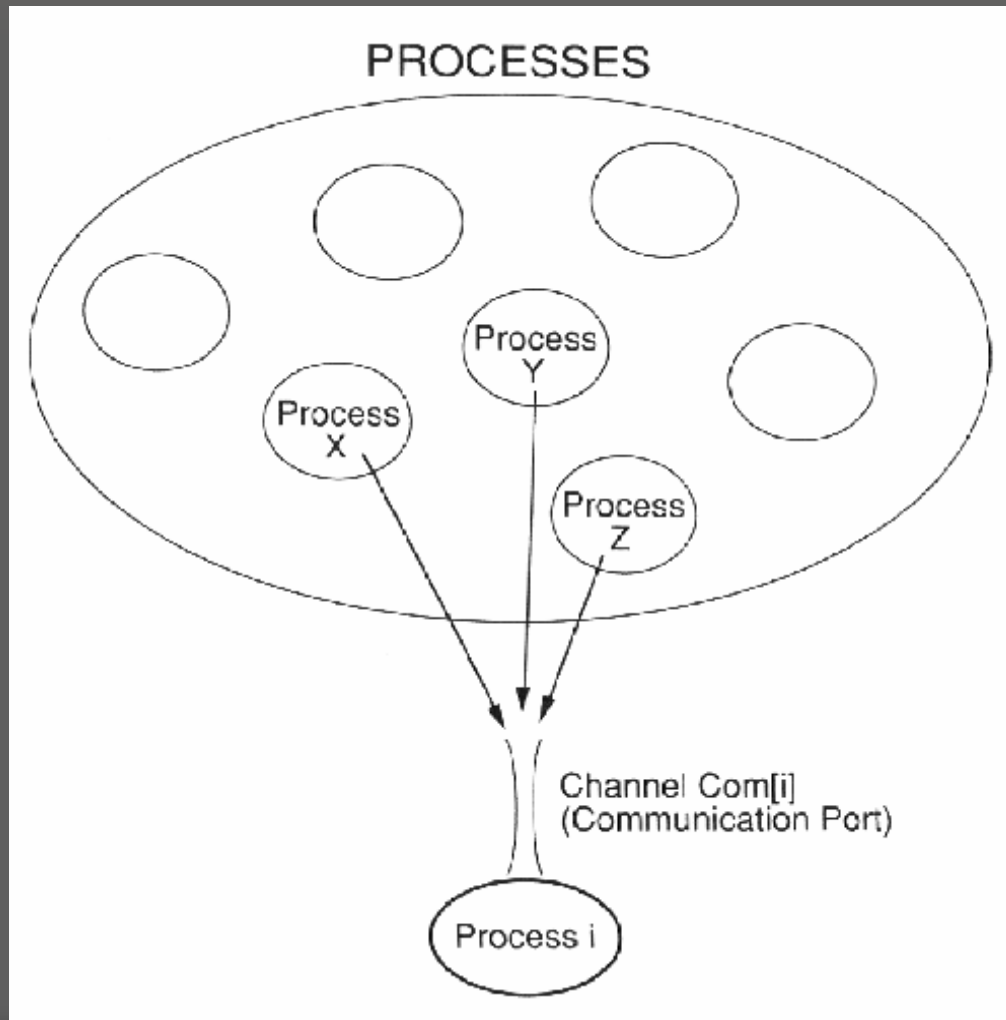 PROCESSES
Process
Y
Process
X
Process
Z
Channel Com[i]
(Communication Port)
Process i